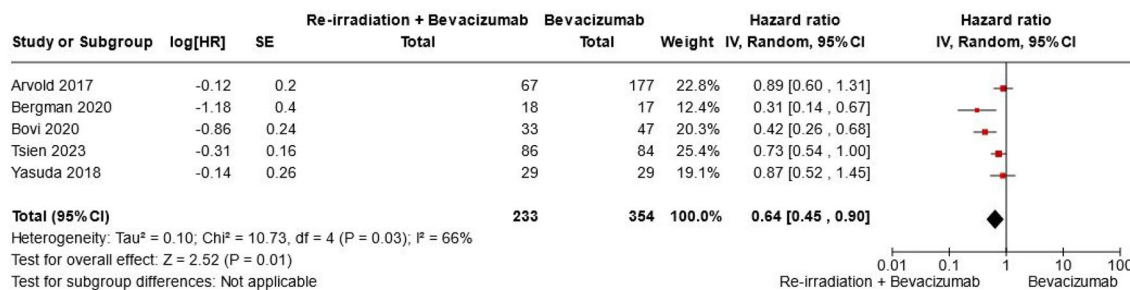 Re-irradiation + Bevacizumab Bevacizumab Hazard ratio Hazard ratio
Study or Subgroup log[HR] SE Total Total Weight IV, Random, 95% CI IV, Random, 95% CI
Arvold 2017 -0.12 0.2 67 177 22.8% 0.89 [0.60 , 1.31]
Bergman 2020 -1.18 0.4 18 17 12.4% 0.31 [0.14 , 0.67]
Bovi 2020 -0.86 0.24 33 47 20.3% 0.42 [0.26 , 0.68]
Tsien 2023 -0.31 0.16 86 84 25.4% 0.73 [0.54 , 1.00]
Yasuda 2018 -0.14 0.26 29 29 19.1% 0.87 [0.52 , 1.45]
Total (95% CI) 233 354 100.0% 0.64 [0.45 , 0.90]
Heterogeneity: Tau² = 0.10; Chi² = 10.73, df = 4 (P = 0.03); I² = 66%
Test for overall effect: Z = 2.52 (P = 0.01)
Test for subgroup differences: Not applicable
0.01 0.1 1 10 100
Re-irradiation + Bevacizumab Bevacizumab